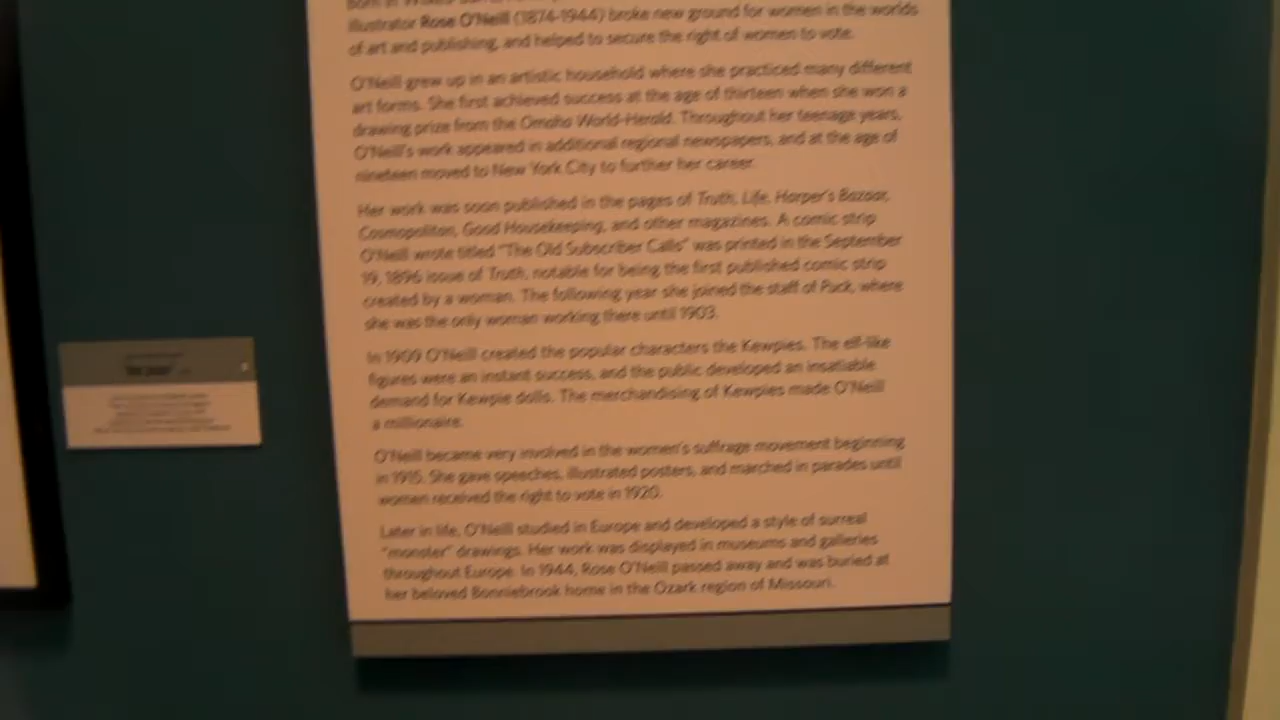 Born in Wilkes-Barre,
illustrator Rose O'Neill (1874-1944) broke new ground for women in the worlds
of art and publishing, and helped to secure the right of women to vote.
O'Neill grew up in an artistic household where she practiced many different
art forms. She first achieved success at the age of thirteen when she won a
drawing prize from the Omaha World-Herald. Throughout her teenage years,
O'Neill's work appeared in additional regional newspapers, and at the age of
nineteen moved to New York City to further her career.
Her work was soon published in the pages of Truth, Life, Harper's Bazaar,
Cosmopolitan, Good Housekeeping, and other magazines. A comic strip
O'Neill wrote titled "The Old Subscriber Calls" was printed in the September
19, 1896 issue of Truth, notable for being the first published comic strip
created by a woman. The following year she joined the staff of Puck, where
she was the only woman working there until 1903.
In 1909 O'Neill created the popular characters the Kewpies. The elf-like
figures were an instant success, and the public developed an insatiable
demand for Kewpie dolls. The merchandising of Kewpies made O'Neill
a millionaire.
O'Neill became very involved in the women's suffrage movement beginning
in 1915. She gave speeches, illustrated posters, and marched in parades until
women received the right to vote in 1920.
Later in life, O'Neill studied in Europe and developed a style of surreal
"monster" drawings. Her work was displayed in museums and galleries
throughout Europe. In 1944, Rose O'Neill passed away and was buried at
her beloved Bonniebrook home in the Ozark region of Missouri.